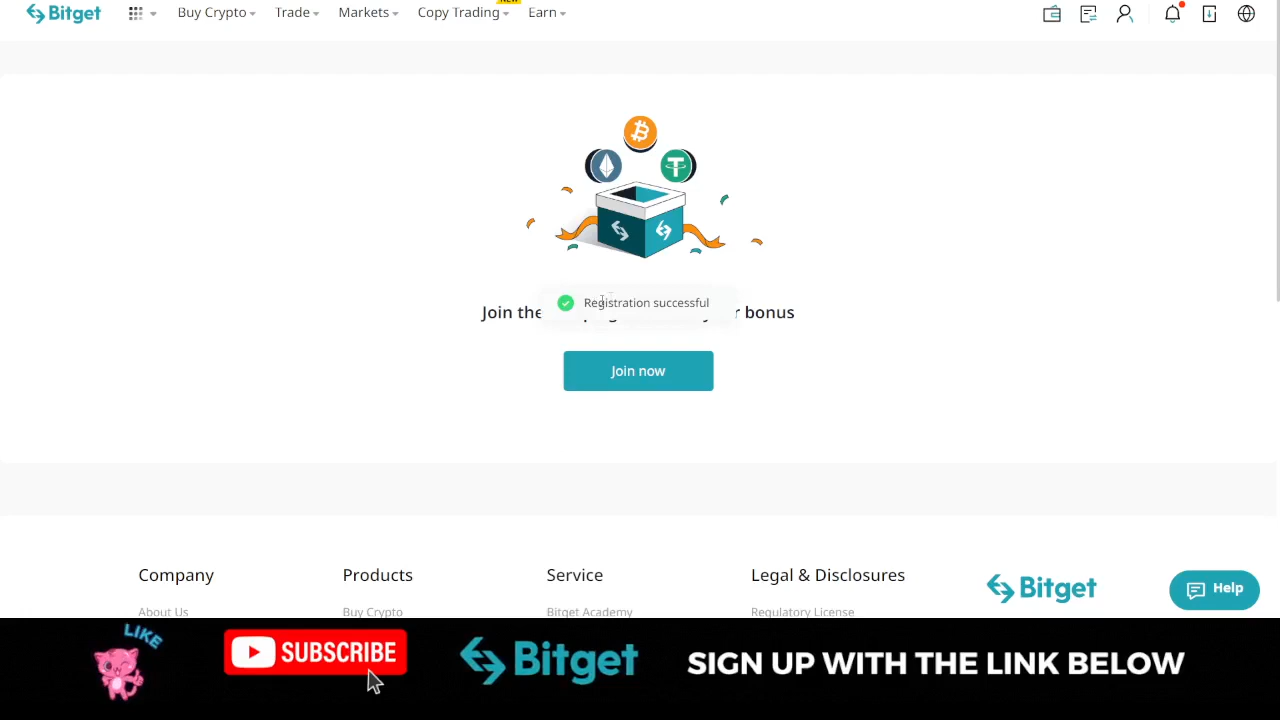 Bitget
Buy Crypto
Trade
Markets
Copy Trading
NEW
Earn
Registration successful
Join the
r bonus
Join now
Company
Products
Service
Legal & Disclosures
Bitget
Help
About Us
Buy Crypto
Bitget Academy
Regulatory License
LIKE
SUBSCRIBE
Bitget
SIGN UP WITH THE LINK BELOW